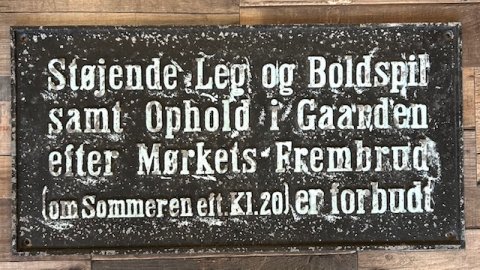 Støjende Leg og Boldspil
samt Ophold i Gaarden
efter Mørkets Frembrud
(om Sommeren eft. Kl. 20) er forbudt